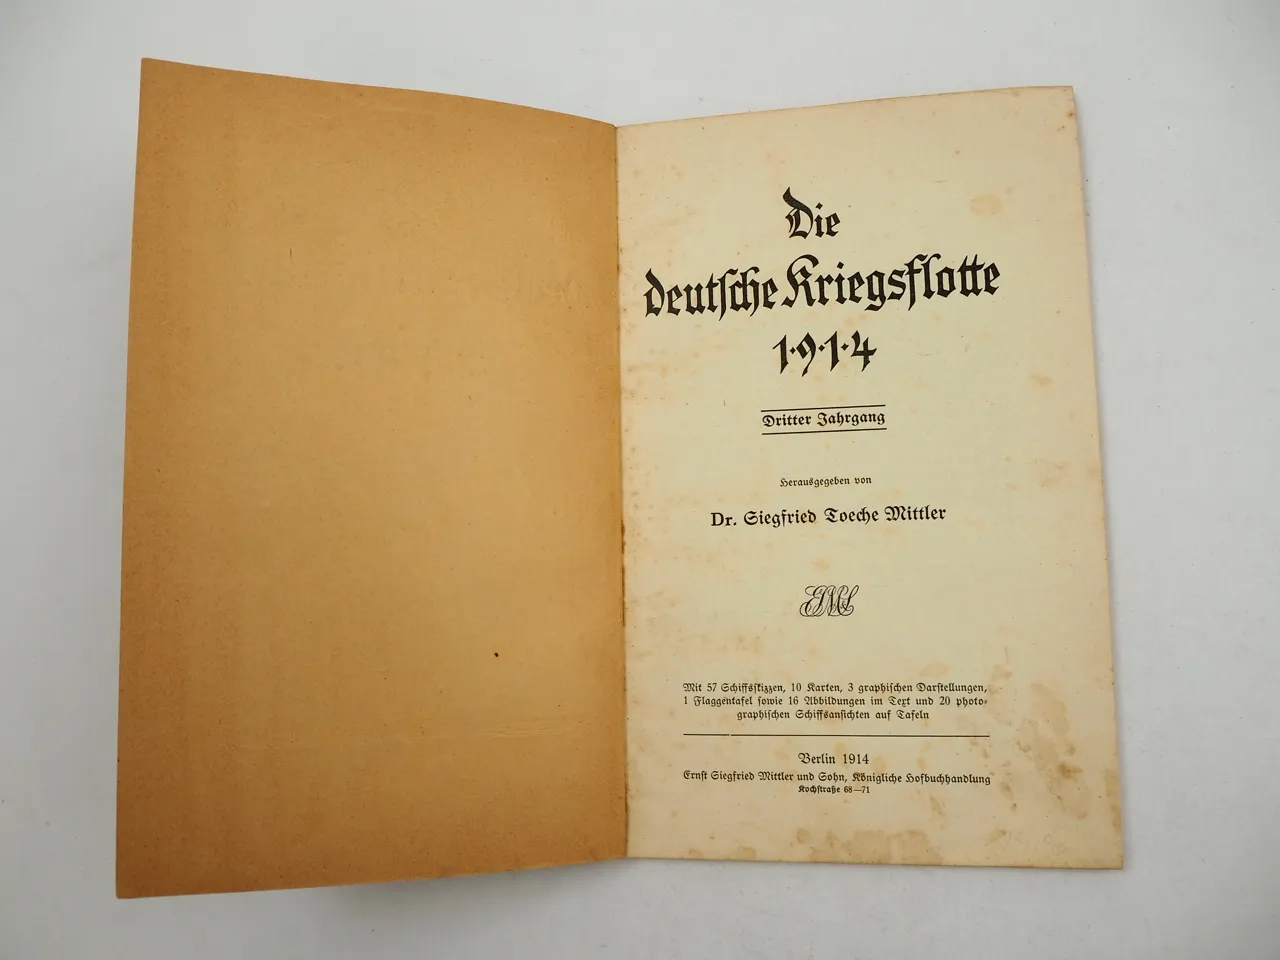 Die
deutſche Kriegsflotte
1·9·1·4
Dritter Jahrgang
Herausgegeben von
Dr. Siegfried Toeche Mittler
Mit 57 Schiffsſkizzen, 10 Karten, 3 graphiſchen Darſtellungen,
1 Flaggentafel ſowie 16 Abbildungen im Text und 20 photo-
graphiſchen Schiffsanſichten auf Tafeln
Berlin 1914
Ernſt Siegfried Mittler und Sohn, Königliche Hofbuchhandlung
Kochſtraße 68—71